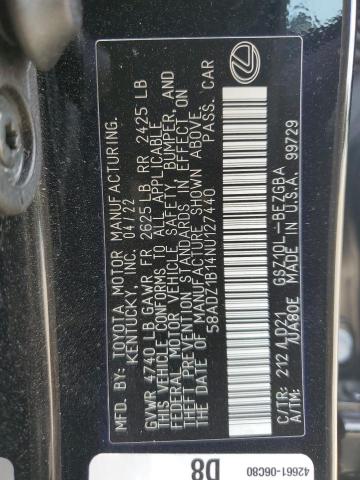 MFD BY: TOYOTA MOTOR MANUFACTURING,
KENTUCKY, INC. 04/22
GVWR 4740 LB GAWR FR 2625 LB RR 2425 LB
THIS VEHICLE CONFORMS TO ALL APPLICABLE
FEDERAL MOTOR VEHICLE SAFETY, BUMPER, AND
THEFT PREVENTION STANDARDS IN EFFECT ON
THE DATE OF MANUFACTURE SHOWN ABOVE.
58ADZ1B14NU127440 PASS. CAR
C/TR: 212 /LD21 GSZ10L-BEZGBA
A/TM: /UA80E MADE IN U.S.A. 99729
42661-06C80
D8